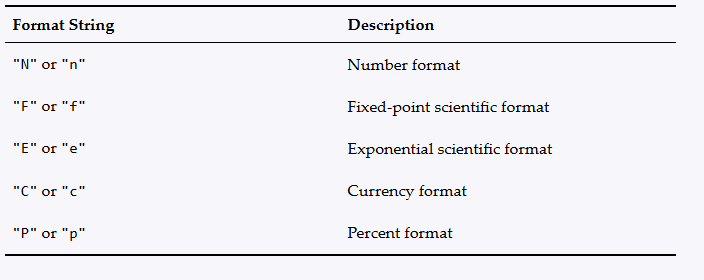 Format String Description
"N" or "n" Number format
"F" or "f" Fixed-point scientific format
"E" or "e" Exponential scientific format
"C" or "c" Currency format
"P" or "p" Percent format